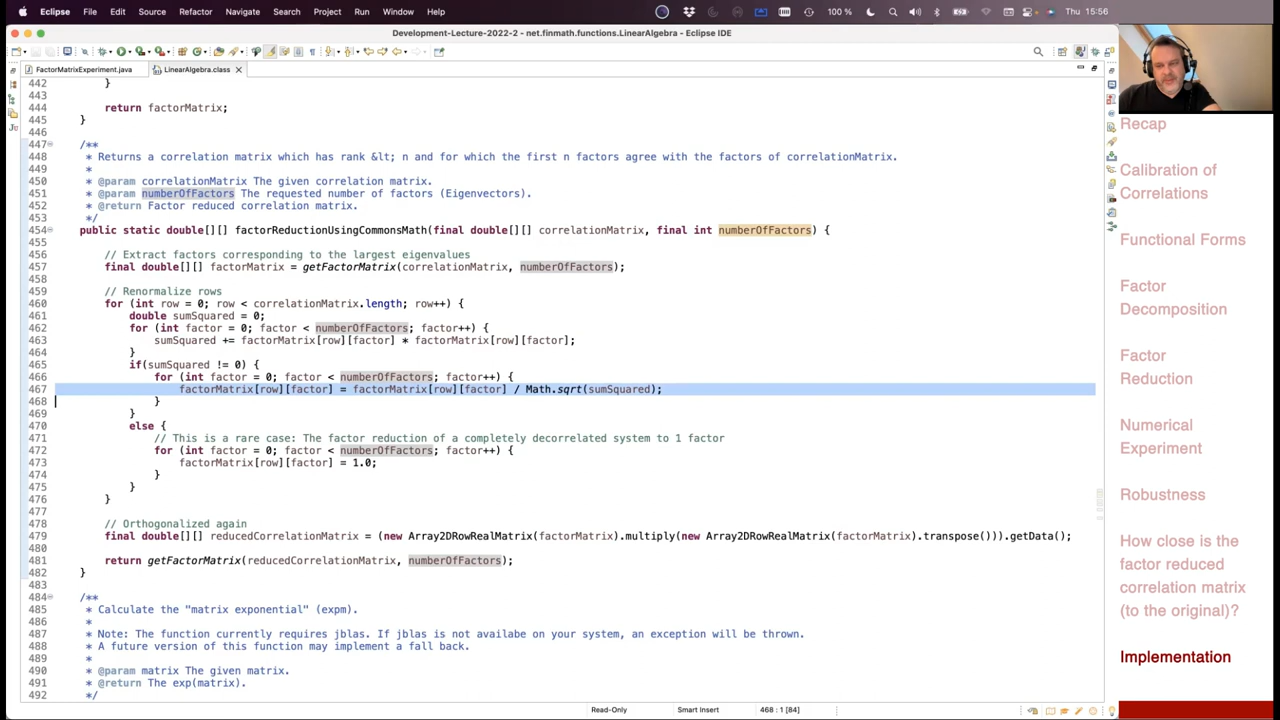 Eclipse File Edit Source Refactor Navigate Search Project Run Window Help 100 % Thu 15:56
Development-Lecture-2022-2 - net.finmath.functions.LinearAlgebra.class - Eclipse IDE
FactorMatrixExperiment.java LinearAlgebra.class
442 }
443
444 return factorMatrix;
445 }
446
447 /**
448 * Returns a correlation matrix which has rank &lt; n and for which the first n factors agree with the factors of correlationMatrix.
449 *
450 * @param correlationMatrix The given correlation matrix.
451 * @param numberOfFactors The requested number of factors (Eigenvectors).
452 * @return Factor reduced correlation matrix.
453 */
454 public static double[][] factorReductionUsingCommonsMath(final double[][] correlationMatrix, final int numberOfFactors) {
455
456 // Extract factors corresponding to the largest eigenvalues
457 final double[][] factorMatrix = getFactorMatrix(correlationMatrix, numberOfFactors);
458
459 // Renormalize rows
460 for (int row = 0; row < correlationMatrix.length; row++) {
461 double sumSquared = 0;
462 for (int factor = 0; factor < numberOfFactors; factor++) {
463 sumSquared += factorMatrix[row][factor] * factorMatrix[row][factor];
464 }
465 if(sumSquared != 0) {
466 for (int factor = 0; factor < numberOfFactors; factor++) {
467 factorMatrix[row][factor] = factorMatrix[row][factor] / Math.sqrt(sumSquared);
468 }
469 }
470 else {
471 // This is a rare case: The factor reduction of a completely decorrelated system to 1 factor
472 for (int factor = 0; factor < numberOfFactors; factor++) {
473 factorMatrix[row][factor] = 1.0;
474 }
475 }
476 }
477
478 // Orthogonalized again
479 final double[][] reducedCorrelationMatrix = (new Array2DRowRealMatrix(factorMatrix).multiply(new Array2DRowRealMatrix(factorMatrix).transpose())).getData();
480
481 return getFactorMatrix(reducedCorrelationMatrix, numberOfFactors);
482 }
483
484 /**
485 * Calculate the "matrix exponential" (expm).
486 *
487 * Note: The function currently requires jblas. If jblas is not availabe on your system, an exception will be thrown.
488 * A future version of this function may implement a fall back.
489 *
490 * @param matrix The given matrix.
491 * @return The exp(matrix).
492 */
Read-Only Smart Insert 468 : 1 [84]
Recap
Calibration of
Correlations
Functional Forms
Factor
Decomposition
Factor
Reduction
Numerical
Experiment
Robustness
How close is the
factor reduced
correlation matrix
(to the original)?
Implementation